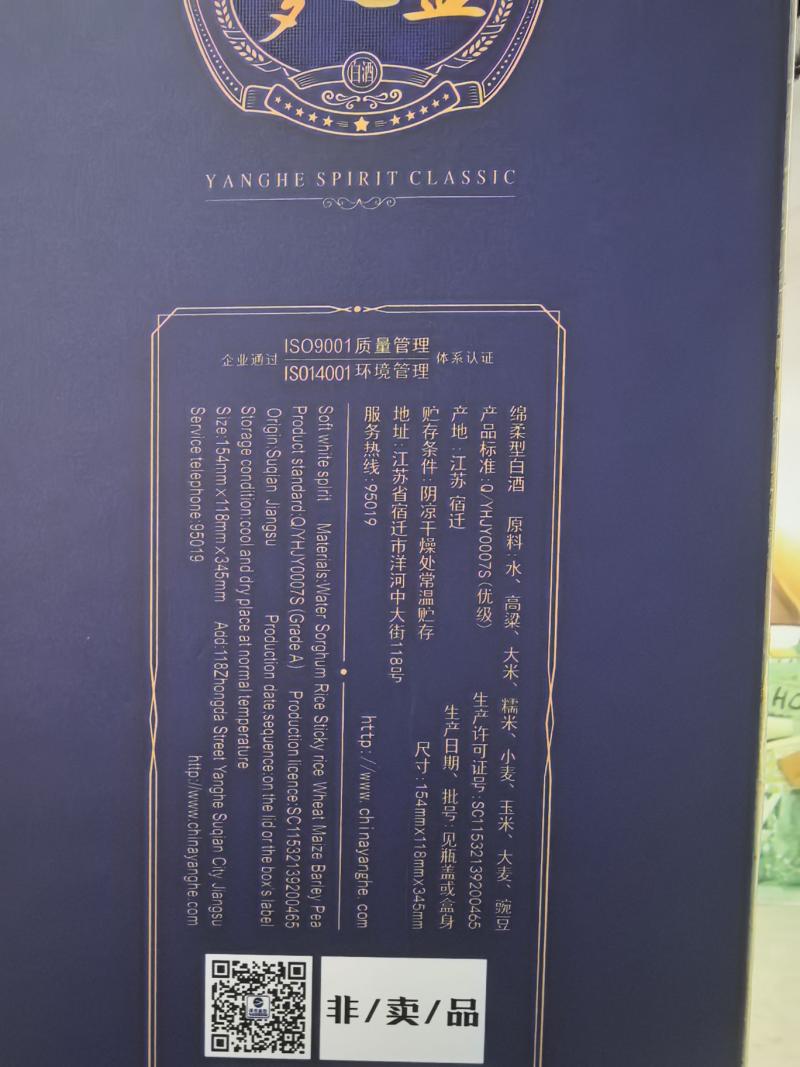 白酒
YANGHE SPIRIT CLASSIC
企业通过 ISO9001质量管理 体系认证
ISO14001环境管理
绵柔型白酒 原料:水、高粱、大米、糯米、小麦、玉米、大麦、豌豆
产品标准:Q/YHJY0007S(优级) 生产许可证号:SC11532139200465
产地:江苏 宿迁 生产日期、批号:见瓶盖或盒身
贮存条件:阴凉干燥处常温贮存 尺寸:154mmx118mmx345mm
地址:江苏省宿迁市洋河中大街118号
服务热线:95019 http://www.chinayanghe.com
Soft white spirit Materials:Water Sorghum Rice Sticky rice Wheat Maize Barley Pea
Product standard:Q/YHJY0007S(Grade A) Production licence:SC11532139200465
Origin:Suqian Jiangsu Production date,sequence:on the lid or the box's label
Storage condition:cool and dry place at normal temperature
Size:154mmx118mmx345mm Add:118Zhongda Street Yanghe Suqian City Jiangsu
Service telephone:95019 http://www.chinayanghe.com
非/卖/品